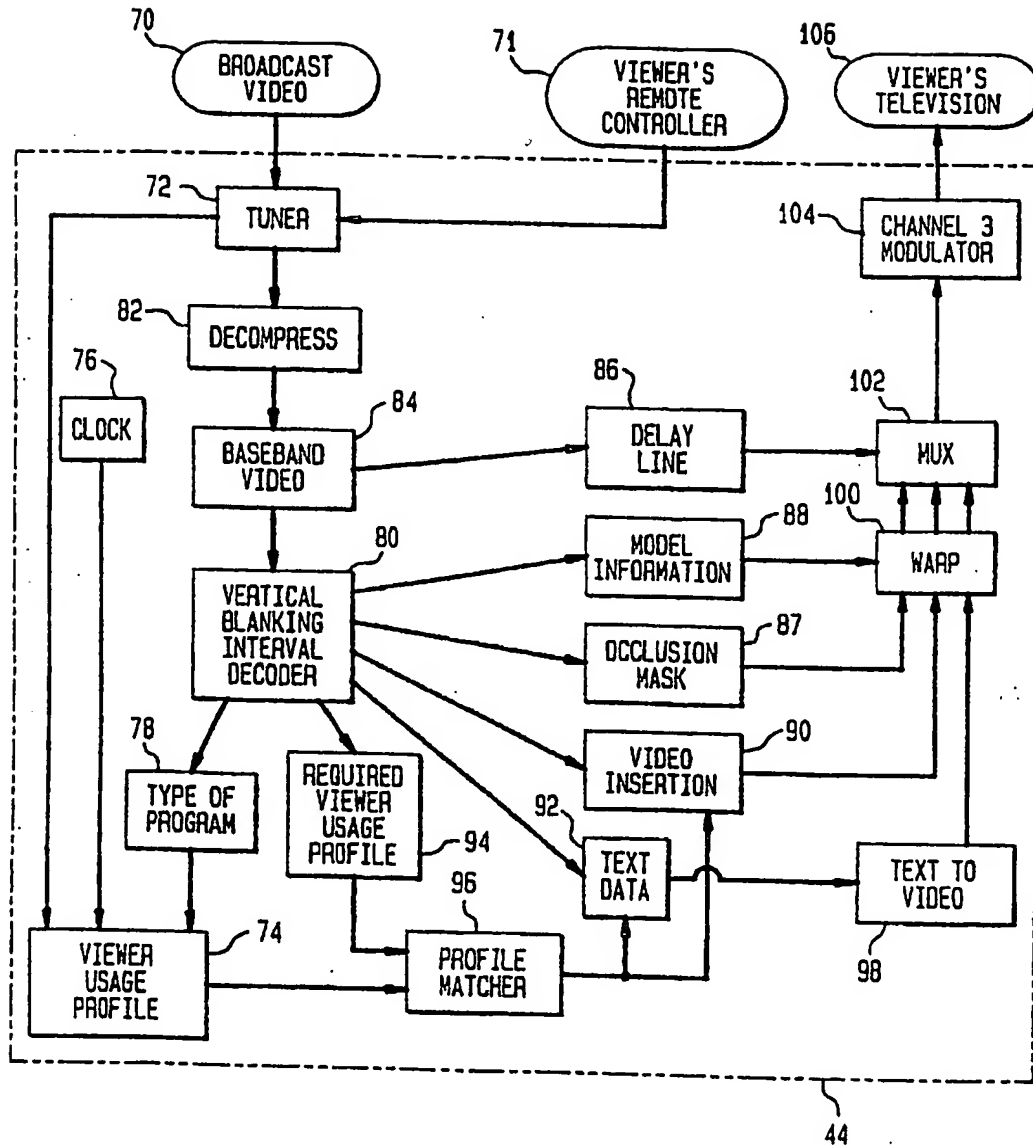 70
BROADCAST
VIDEO
71
VIEWER'S
REMOTE
CONTROLLER
106
VIEWER'S
TELEVISION
72
TUNER
104
CHANNEL 3
MODULATOR
82
DECOMPRESS
76
CLOCK
84
BASEBAND
VIDEO
86
DELAY
LINE
102
MUX
80
VERTICAL
BLANKING
INTERVAL
DECODER
88
MODEL
INFORMATION
100
WARP
87
OCCLUSION
MASK
78
TYPE OF
PROGRAM
REQUIRED
VIEWER
USAGE
PROFILE
94
90
VIDEO
INSERTION
92
TEXT
DATA
TEXT TO
VIDEO
98
74
VIEWER
USAGE
PROFILE
96
PROFILE
MATCHER
44